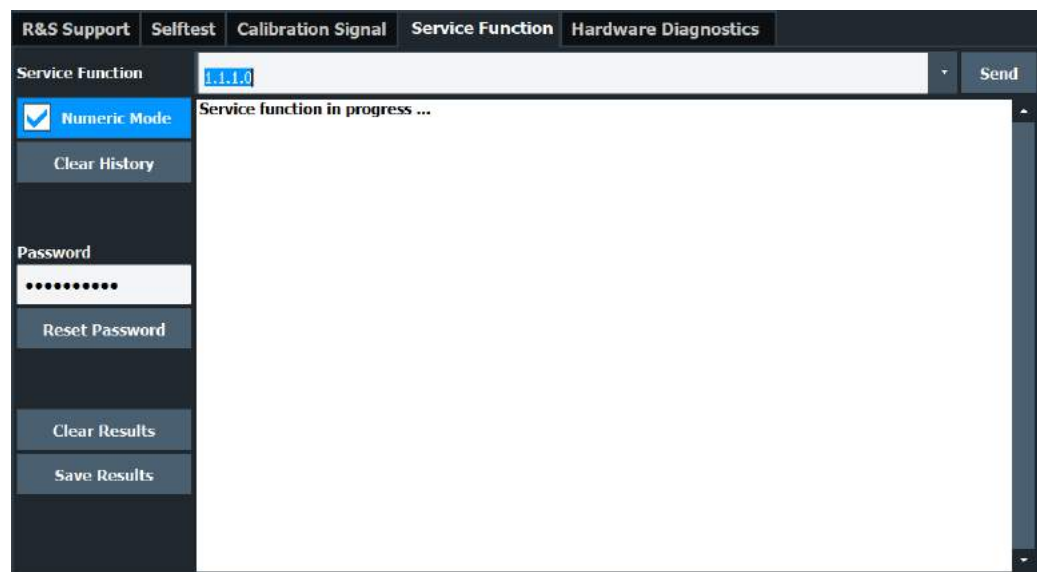 R&S Support Selftest Calibration Signal Service Function Hardware Diagnostics
Service Function 1.1.1.0 Send
Numeric Mode
Service function in progress ...
Clear History
Password
••••••••••
Reset Password
Clear Results
Save Results